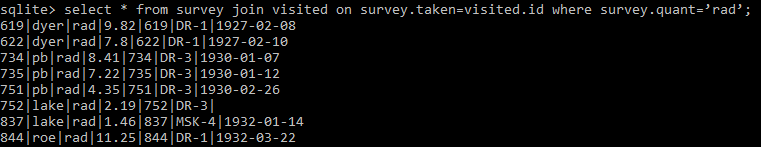 sqlite> select * from survey join visited on survey.taken=visited.id where survey.quant=’rad’;
619|dyer|rad|9.82|619|DR-1|1927-02-08
622|dyer|rad|7.8|622|DR-1|1927-02-10
734|pb|rad|8.41|734|DR-3|1930-01-07
735|pb|rad|7.22|735|DR-3|1930-01-12
751|pb|rad|4.35|751|DR-3|1930-02-26
752|lake|rad|2.19|752|DR-3|
837|lake|rad|1.46|837|MSK-4|1932-01-14
844|roe|rad|11.25|844|DR-1|1932-03-22